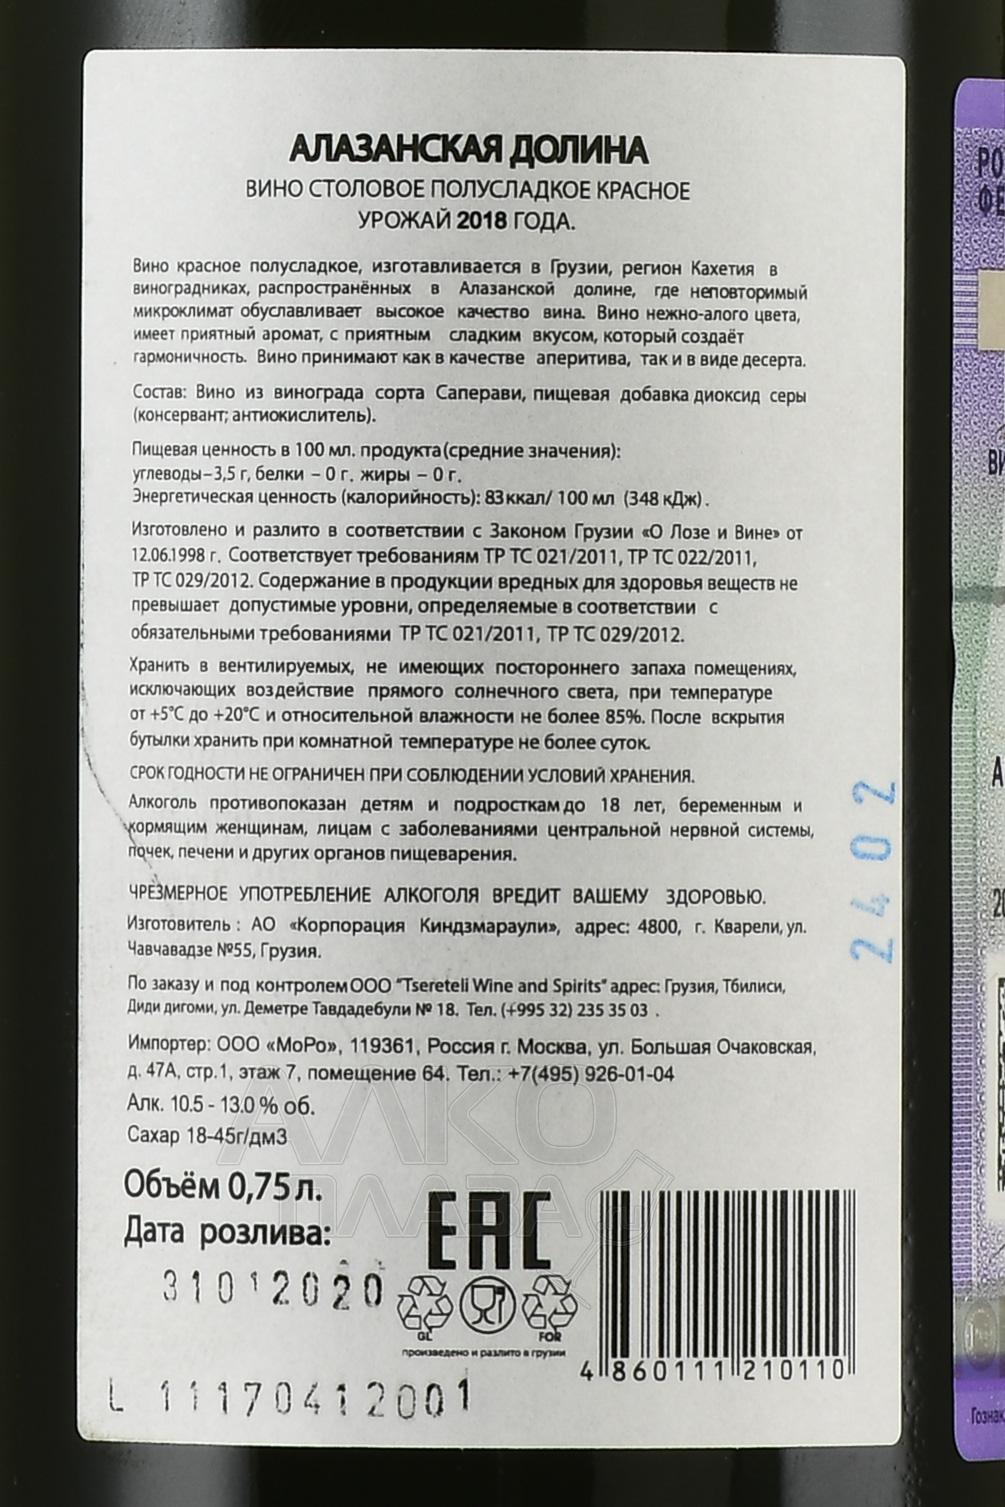 АЛАЗАНСКАЯ ДОЛИНА
ВИНО СТОЛОВОЕ ПОЛУСЛАДКОЕ КРАСНОЕ
УРОЖАЙ 2018 ГОДА.
Вино красное полусладкое, изготавливается в Грузии, регион Кахетия в
виноградниках, распространённых в Алазанской долине, где неповторимый
микроклимат обуславливает высокое качество вина. Вино нежно-алого цвета,
имеет приятный аромат, с приятным сладким вкусом, который создаёт
гармоничность. Вино принимают как в качестве аперитива, так и в виде десерта.
Состав: Вино из винограда сорта Саперави, пищевая добавка диоксид серы
(консервант; антиокислитель).
Пищевая ценность в 100 мл. продукта (средние значения):
углеводы–3,5 г, белки – 0 г. жиры – 0 г.
Энергетическая ценность (калорийность): 83 ккал/ 100 мл (348 кДж).
Изготовлено и разлито в соответствии с Законом Грузии «О Лозе и Вине» от
12.06.1998 г. Соответствует требованиям ТР ТС 021/2011, ТР ТС 022/2011,
ТР ТС 029/2012. Содержание в продукции вредных для здоровья веществ не
превышает допустимые уровни, определяемые в соответствии с
обязательными требованиями ТР ТС 021/2011, ТР ТС 029/2012.
Хранить в вентилируемых, не имеющих постороннего запаха помещениях,
исключающих воздействие прямого солнечного света, при температуре
от +5°С до +20°С и относительной влажности не более 85%. После вскрытия
бутылки хранить при комнатной температуре не более суток.
СРОК ГОДНОСТИ НЕ ОГРАНИЧЕН ПРИ СОБЛЮДЕНИИ УСЛОВИЙ ХРАНЕНИЯ.
Алкоголь противопоказан детям и подросткам до 18 лет, беременным и
кормящим женщинам, лицам с заболеваниями центральной нервной системы,
почек, печени и других органов пищеварения.
ЧРЕЗМЕРНОЕ УПОТРЕБЛЕНИЕ АЛКОГОЛЯ ВРЕДИТ ВАШЕМУ ЗДОРОВЬЮ.
Изготовитель : АО «Корпорация Киндзмараули», адрес: 4800, г. Кварели, ул.
Чавчавадзе №55, Грузия.
По заказу и под контролем ООО "Tsereteli Wine and Spirits" адрес: Грузия, Тбилиси,
Диди дигоми, ул. Деметре Тавдадебули № 18. Тел. (+995 32) 235 35 03 .
Импортер: ООО «МоРо», 119361, Россия г. Москва, ул. Большая Очаковская,
д. 47А, стр.1, этаж 7, помещение 64. Тел.: +7(495) 926-01-04
Алк. 10.5 - 13.0 % об.
Сахар 18-45г/дм3
Объём 0,75 л.
Дата розлива:
31012020
EAC
GL
FOR
произведено и разлито в грузии
4 860111 210110
L 11170412001
2402
АЛКО
ПЛАЗА
РО
ФЕ
ВИ
А
Гознак